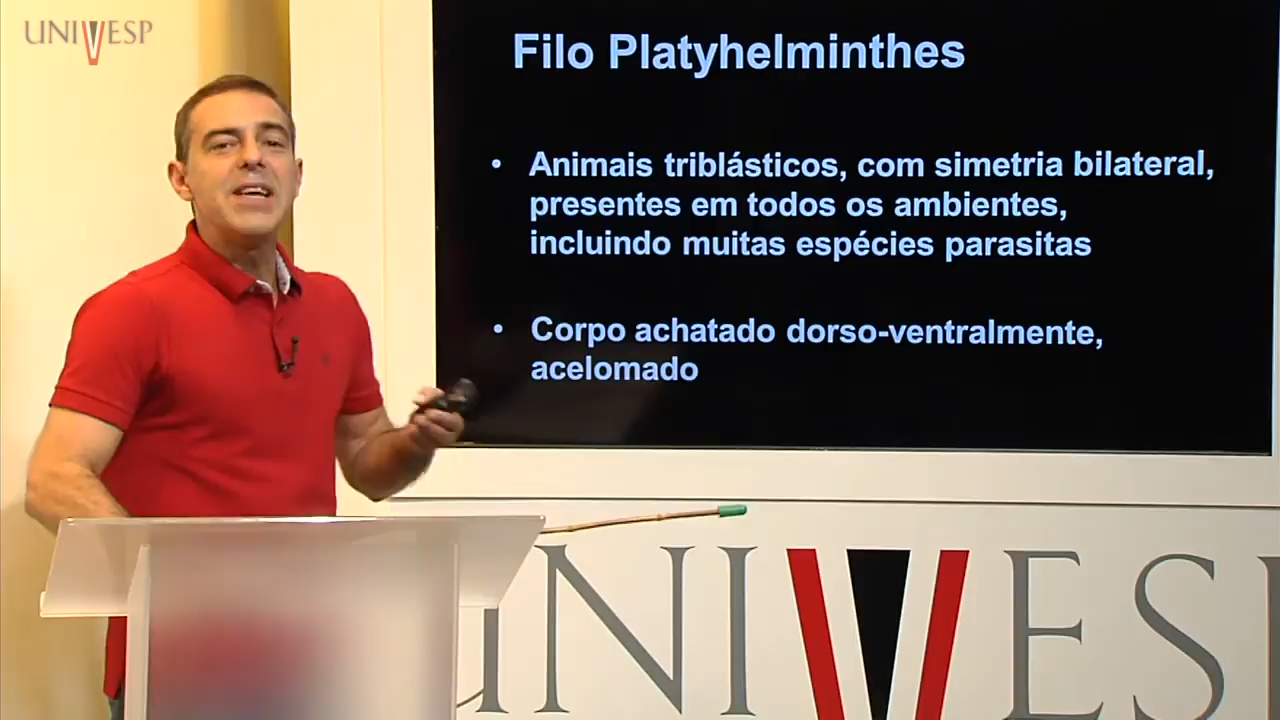 UNIVESP
Filo Platyhelminthes
• Animais triblásticos, com simetria bilateral,
presentes em todos os ambientes,
incluindo muitas espécies parasitas
• Corpo achatado dorso-ventralmente,
acelomado
UNIVES